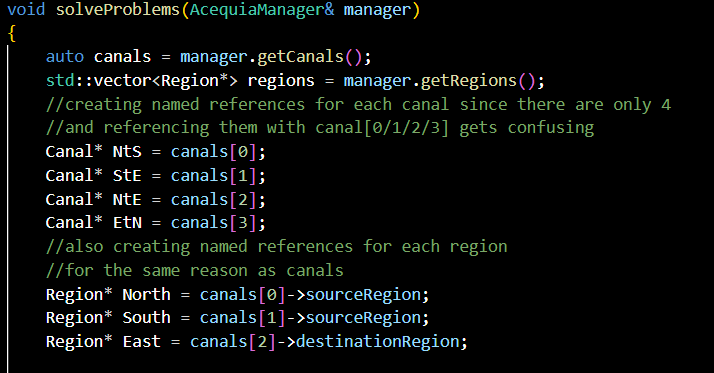 void solveProblems(AcequiaManager& manager)
{
    auto canals = manager.getCanals();
    std::vector<Region*> regions = manager.getRegions();
    //creating named references for each canal since there are only 4
    //and referencing them with canal[0/1/2/3] gets confusing
    Canal* NtS = canals[0];
    Canal* StE = canals[1];
    Canal* NtE = canals[2];
    Canal* EtN = canals[3];
    //also creating named references for each region
    //for the same reason as canals
    Region* North = canals[0]->sourceRegion;
    Region* South = canals[1]->sourceRegion;
    Region* East = canals[2]->destinationRegion;